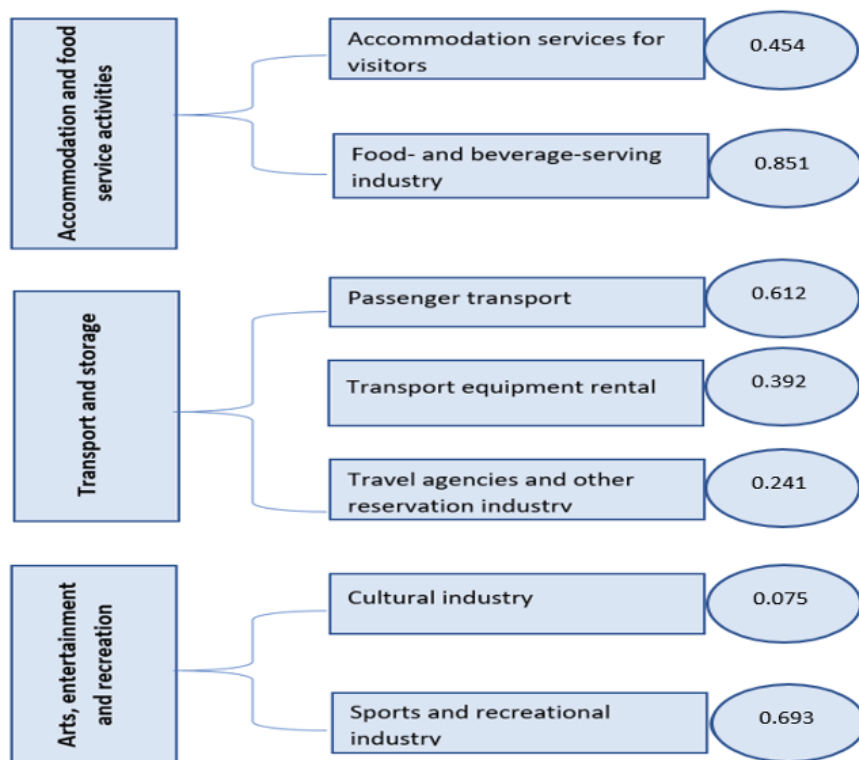 Accommodation and food
service activities
Accommodation services for
visitors
0.454
Food- and beverage-serving
industry
0.851
Transport and storage
Passenger transport
0.612
Transport equipment rental
0.392
Travel agencies and other
reservation industry
0.241
Arts, entertainment
and recreation
Cultural industry
0.075
Sports and recreational
industry
0.693